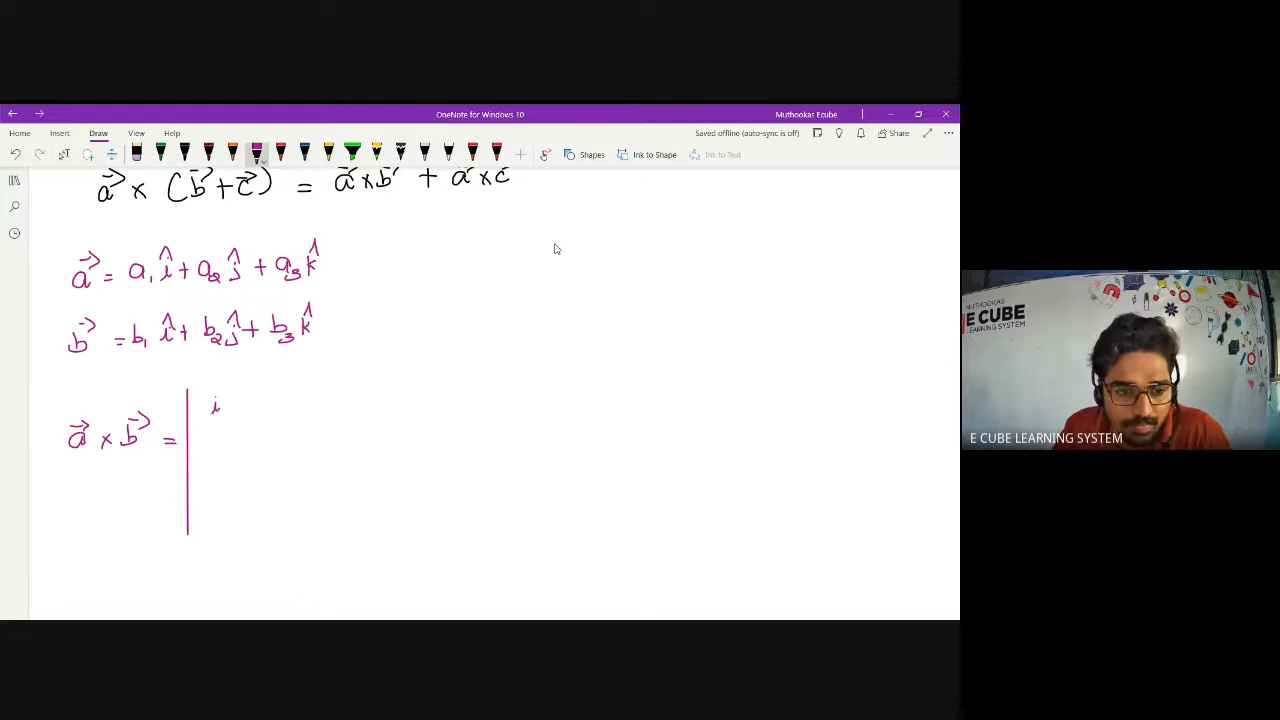 OneNote for Windows 10
Muthookas Ecube
Home Insert Draw View Help
Saved offline (auto-sync is off)
Share
Shapes
Ink to Shape
Ink to Text
a⃗ × (b⃗ + c⃗) = a⃗ × b⃗ + a⃗ × c⃗
a⃗ = a₁î + a₂ĵ + a₃k̂
b⃗ = b₁î + b₂ĵ + b₃k̂
a⃗ × b⃗ = | i
MUTHOOKAS
E CUBE
LEARNING SYSTEM
E CUBE LEARNING SYSTEM